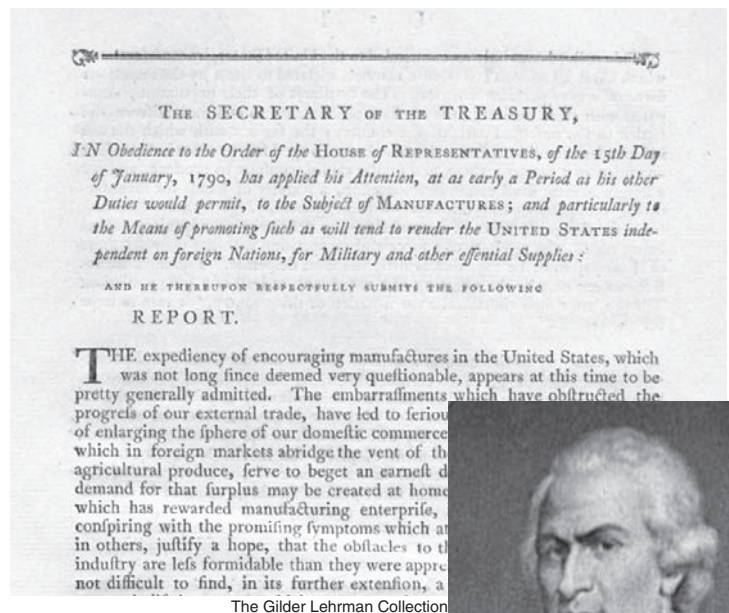 THE SECRETARY OF THE TREASURY,
IN Obedience to the Order of the HOUSE of REPRESENTATIVES, of the 15th Day
of January, 1790, has applied his Attention, at as early a Period as his other
Duties would permit, to the Subject of MANUFACTURES; and particularly to
the Means of promoting ſuch as will tend to render the UNITED STATES inde-
pendent on foreign Nations, for Military and other eſſential Supplies:
AND HE THEREUPON RESPECTFULLY SUBMITS THE FOLLOWING
REPORT.
THE expediency of encouraging manufactures in the United States, which
was not long ſince deemed very queſtionable, appears at this time to be
pretty generally admitted. The embarraſſments which have obſtructed the
progreſs of our external trade, have led to ſeriou
of enlarging the ſphere of our domeſtic commerce
which in foreign markets abridge the vent of th
agricultural produce, ſerve to beget an earneſt d
demand for that ſurplus may be created at home
which has rewarded manufacturing enterpriſe,
conſpiring with the promiſing ſymptoms which at
in others, juſtify a hope, that the obſtacles to th
induſtry are leſs formidable than they were appre
not difficult to find, in its further extenſion, a
The Gilder Lehrman Collection